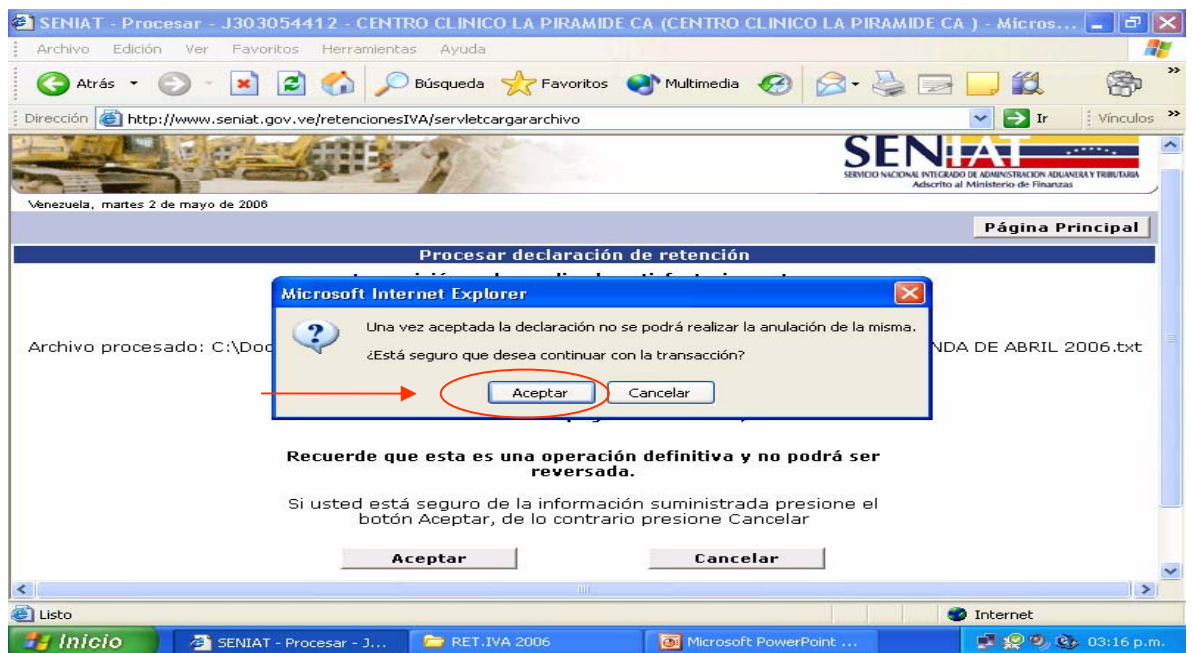 SENIAT - Procesar - J303054412 - CENTRO CLINICO LA PIRAMIDE CA (CENTRO CLINICO LA PIRAMIDE CA ) - Micros...
Archivo Edición Ver Favoritos Herramientas Ayuda
Atrás Búsqueda Favoritos Multimedia
Dirección http://www.seniat.gov.ve/retencionesIVA/servletcargararchivo Ir Vínculos
SENIAT
SERVICIO NACIONAL INTEGRADO DE ADMINISTRACION ADUANERA Y TRIBUTARIA
Adscrito al Ministerio de Finanzas
Venezuela, martes 2 de mayo de 2006
Página Principal
Procesar declaración de retención
Microsoft Internet Explorer
Una vez aceptada la declaración no se podrá realizar la anulación de la misma.
Archivo procesado: C:\Doc NDA DE ABRIL 2006.txt
¿Está seguro que desea continuar con la transacción?
Aceptar Cancelar
Recuerde que esta es una operación definitiva y no podrá ser
reversada.
Si usted está seguro de la información suministrada presione el
botón Aceptar, de lo contrario presione Cancelar
Aceptar Cancelar
Listo Internet
Inicio SENIAT - Procesar - J... RET.IVA 2006 Microsoft PowerPoint ... 03:16 p.m.